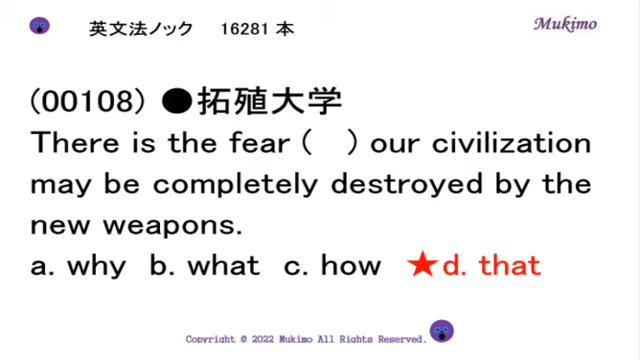 英文法ノック　16281 本
Mukimo
(00108) ●拓殖大学
There is the fear (　) our civilization
may be completely destroyed by the
new weapons.
a. why　b. what　c. how　★d. that
Copyright @ 2022 Mukimo All Rights Reserved.